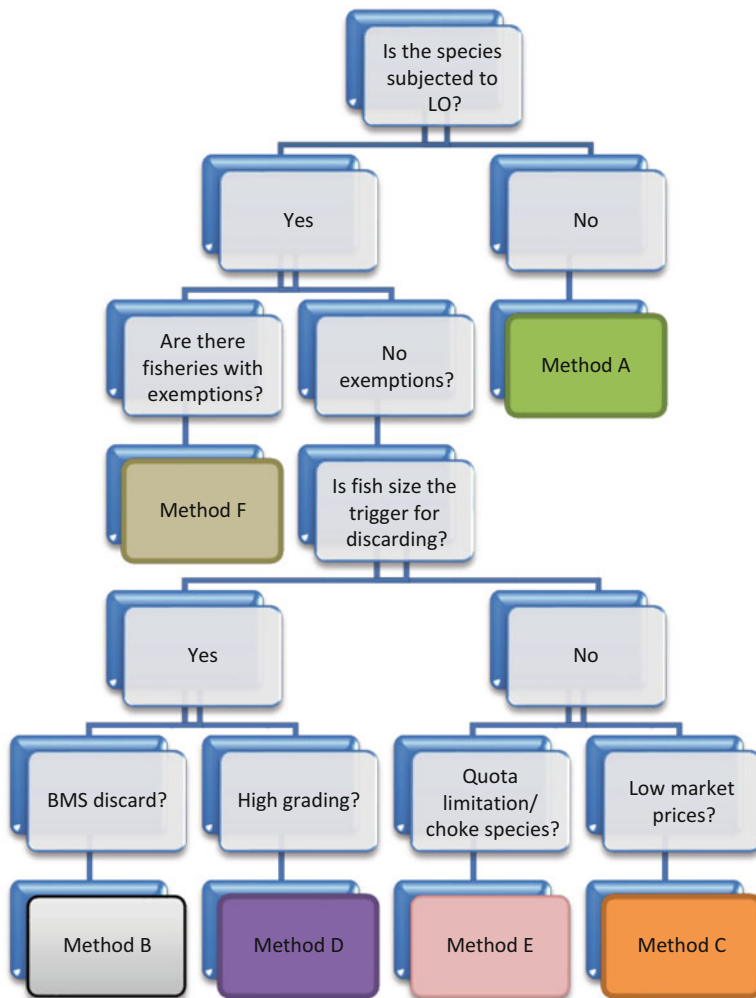 Is the species
subjected to
LO?
Yes
No
Are there
fisheries with
exemptions?
No
exemptions?
Method A
Method F
Is fish size the
trigger for
discarding?
Yes
No
BMS discard?
High grading?
Quota
limitation/
choke species?
Low market
prices?
Method B
Method D
Method E
Method C